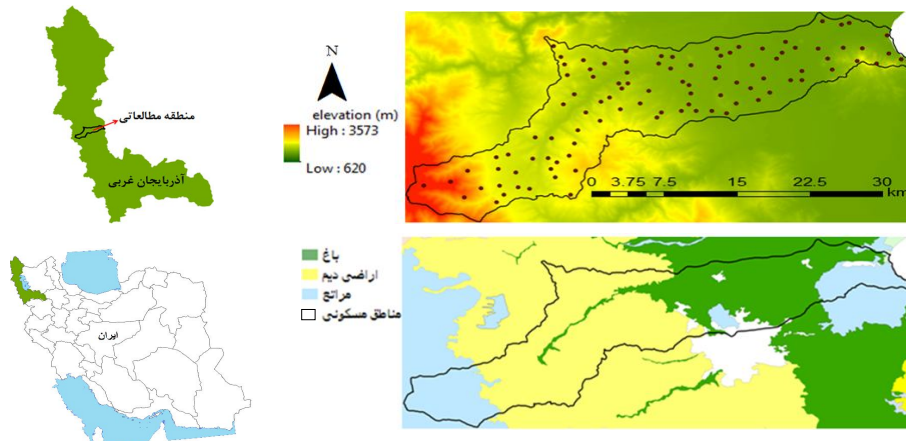 منطقه مطالعاتی
آذربایجان غربی
ایران
N
elevation (m)
High : 3573
Low : 620
0 3.75 7.5 15 22.5 30
km
باغ
اراضی دیم
مراتع
مناطق مسکونی